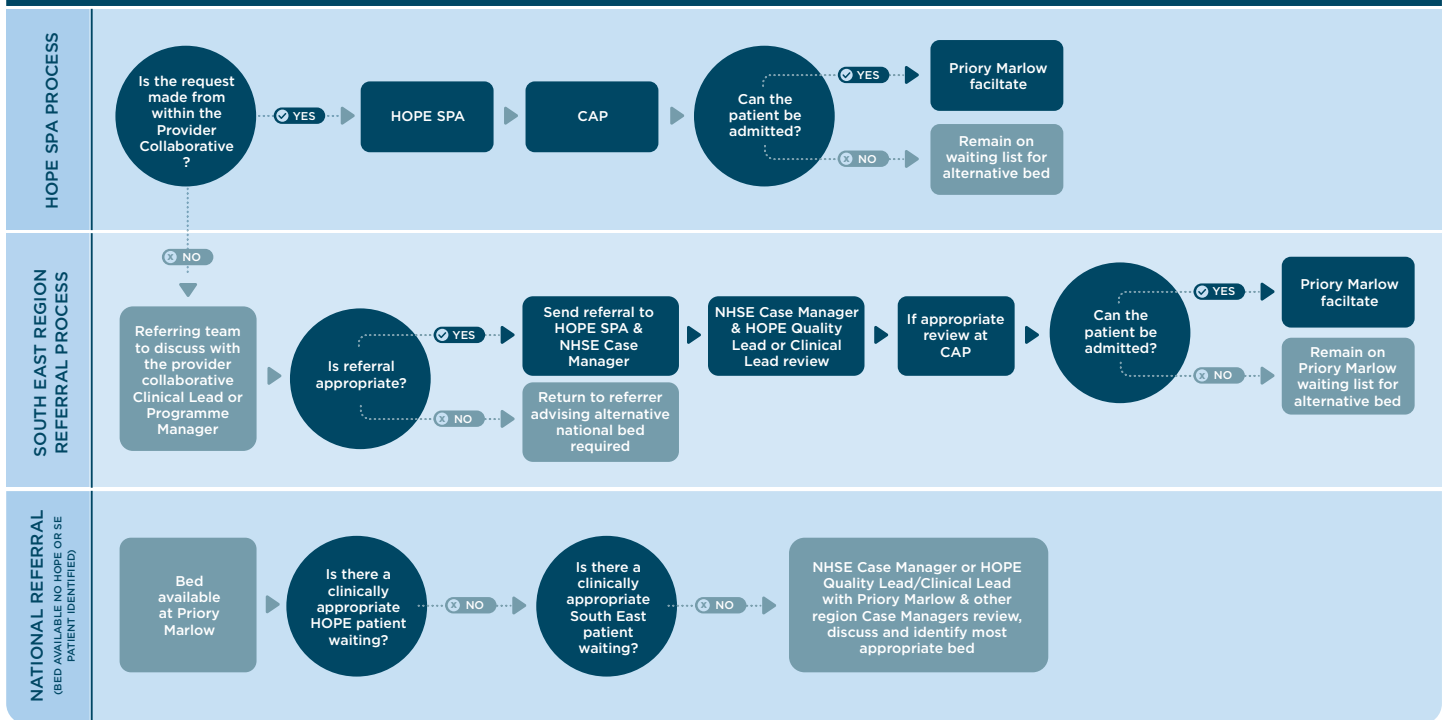 HOPE SPA PROCESS
Is the request
made from
within the
Provider
Collaborative
?
YES
HOPE SPA
CAP
Can the
patient be
admitted?
YES
Priory Marlow
faciltate
NO
Remain on
waiting list for
alternative bed
NO
SOUTH EAST REGION
REFERRAL PROCESS
Referring team
to discuss with
the provider
collaborative
Clinical Lead or
Programme
Manager
Is referral
appropriate?
YES
Send referral to
HOPE SPA &
NHSE Case
Manager
NHSE Case Manager
& HOPE Quality
Lead or Clinical
Lead review
If appropriate
review at
CAP
NO
Return to referrer
advising alternative
national bed
required
Can the
patient be
admitted?
YES
Priory Marlow
faciltate
NO
Remain on
Priory Marlow
waiting list for
alternative bed
NATIONAL REFERRAL
(BED AVAILABLE NO HOPE OR SE
PATIENT IDENTIFIED)
Bed
available
at Priory
Marlow
Is there a
clinically
appropriate
HOPE patient
waiting?
NO
Is there a
clinically
appropriate
South East
patient
waiting?
NO
NHSE Case Manager or HOPE
Quality Lead/Clinical Lead
with Priory Marlow & other
region Case Managers review,
discuss and identify most
appropriate bed